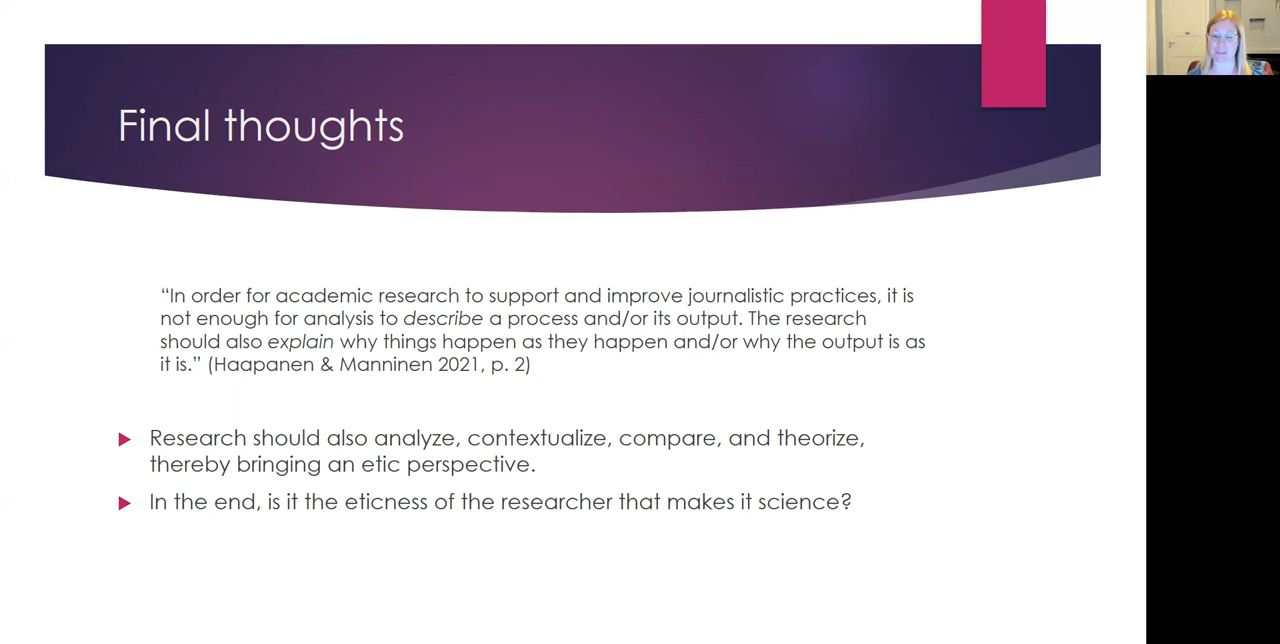 Final thoughts
“In order for academic research to support and improve journalistic practices, it is
not enough for analysis to describe a process and/or its output. The research
should also explain why things happen as they happen and/or why the output is as
it is.” (Haapanen & Manninen 2021, p. 2)
Research should also analyze, contextualize, compare, and theorize,
thereby bringing an etic perspective.
In the end, is it the eticness of the researcher that makes it science?